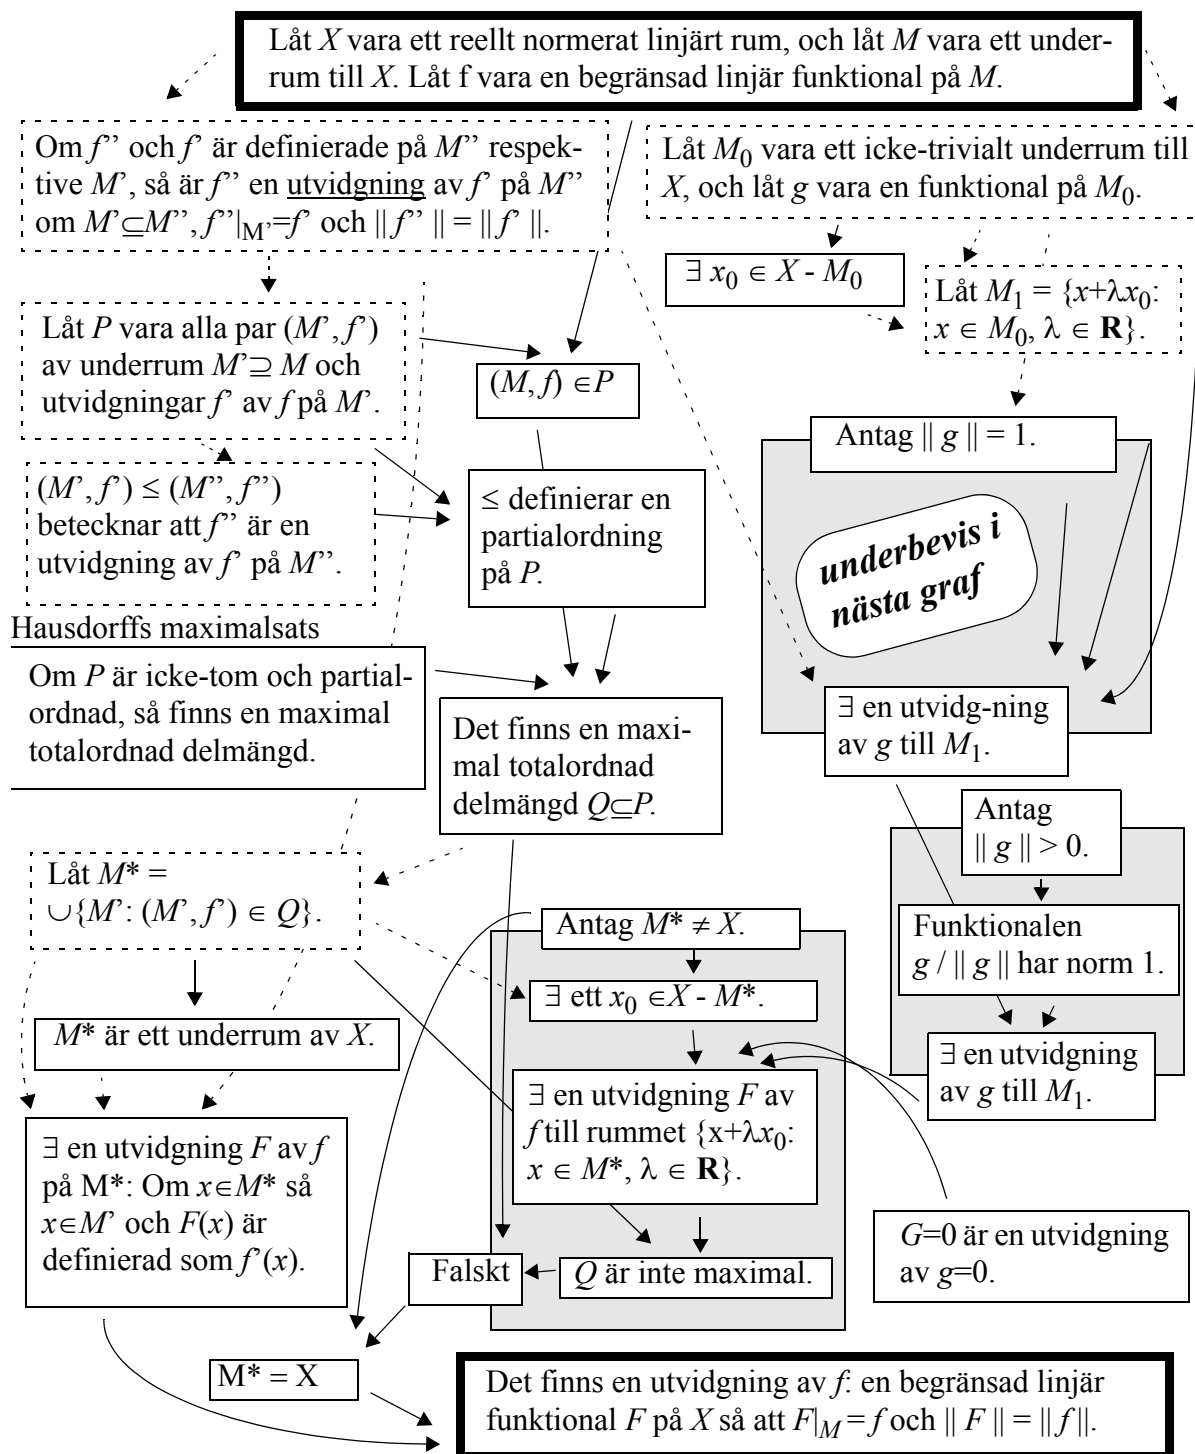 Låt X vara ett reellt normerat linjärt rum, och låt M vara ett under-
rum till X. Låt f vara en begränsad linjär funktional på M.
Om f’’ och f’ är definierade på M’’ respek-
tive M’, så är f’’ en utvidgning av f’ på M’’
om M’⊆M’’, f’’|M’=f’ och || f’’ || = || f’ ||.
Låt M0 vara ett icke-trivialt underrum till
X, och låt g vara en funktional på M0.
∃ x0 ∈ X - M0
Låt M1 = {x+λx0:
x ∈ M0, λ ∈ R}.
Låt P vara alla par (M’, f’)
av underrum M’⊇ M och
utvidgningar f’ av f på M’.
(M, f) ∈P
Antag || g || = 1.
(M’, f’) ≤ (M’’, f’’)
betecknar att f’’ är en
utvidgning av f’ på M’’.
≤ definierar en
partialordning
på P.
underbevis i
nästa graf
Hausdorffs maximalsats
Om P är icke-tom och partial-
ordnad, så finns en maximal
totalordnad delmängd.
Det finns en maxi-
mal totalordnad
delmängd Q⊆P.
∃ en utvidg-ning
av g till M1.
Antag
|| g || > 0.
Låt M* =
∪{M’: (M’, f’) ∈ Q}.
Antag M* ≠ X.
Funktionalen
g / || g || har norm 1.
∃ ett x0 ∈X - M*.
M* är ett underrum av X.
∃ en utvidgning
av g till M1.
∃ en utvidgning F av
f till rummet {x+λx0:
x ∈ M*, λ ∈ R}.
∃ en utvidgning F av f
på M*: Om x∈M* så
x∈M’ och F(x) är
definierad som f’(x).
G=0 är en utvidgning
av g=0.
Falskt
Q är inte maximal.
M* = X
Det finns en utvidgning av f: en begränsad linjär
funktional F på X så att F|M = f och || F || = || f ||.